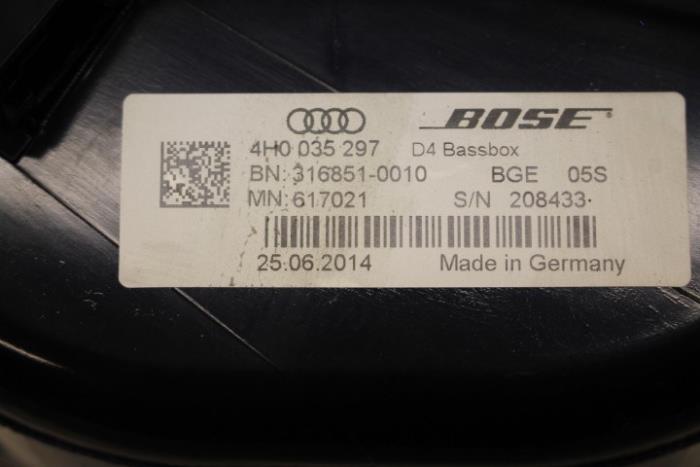 BOSE
4H0 035 297 D4 Bassbox
BN: 316851-0010 BGE 05S
MN: 617021 S/N 208433
25.06.2014 Made in Germany